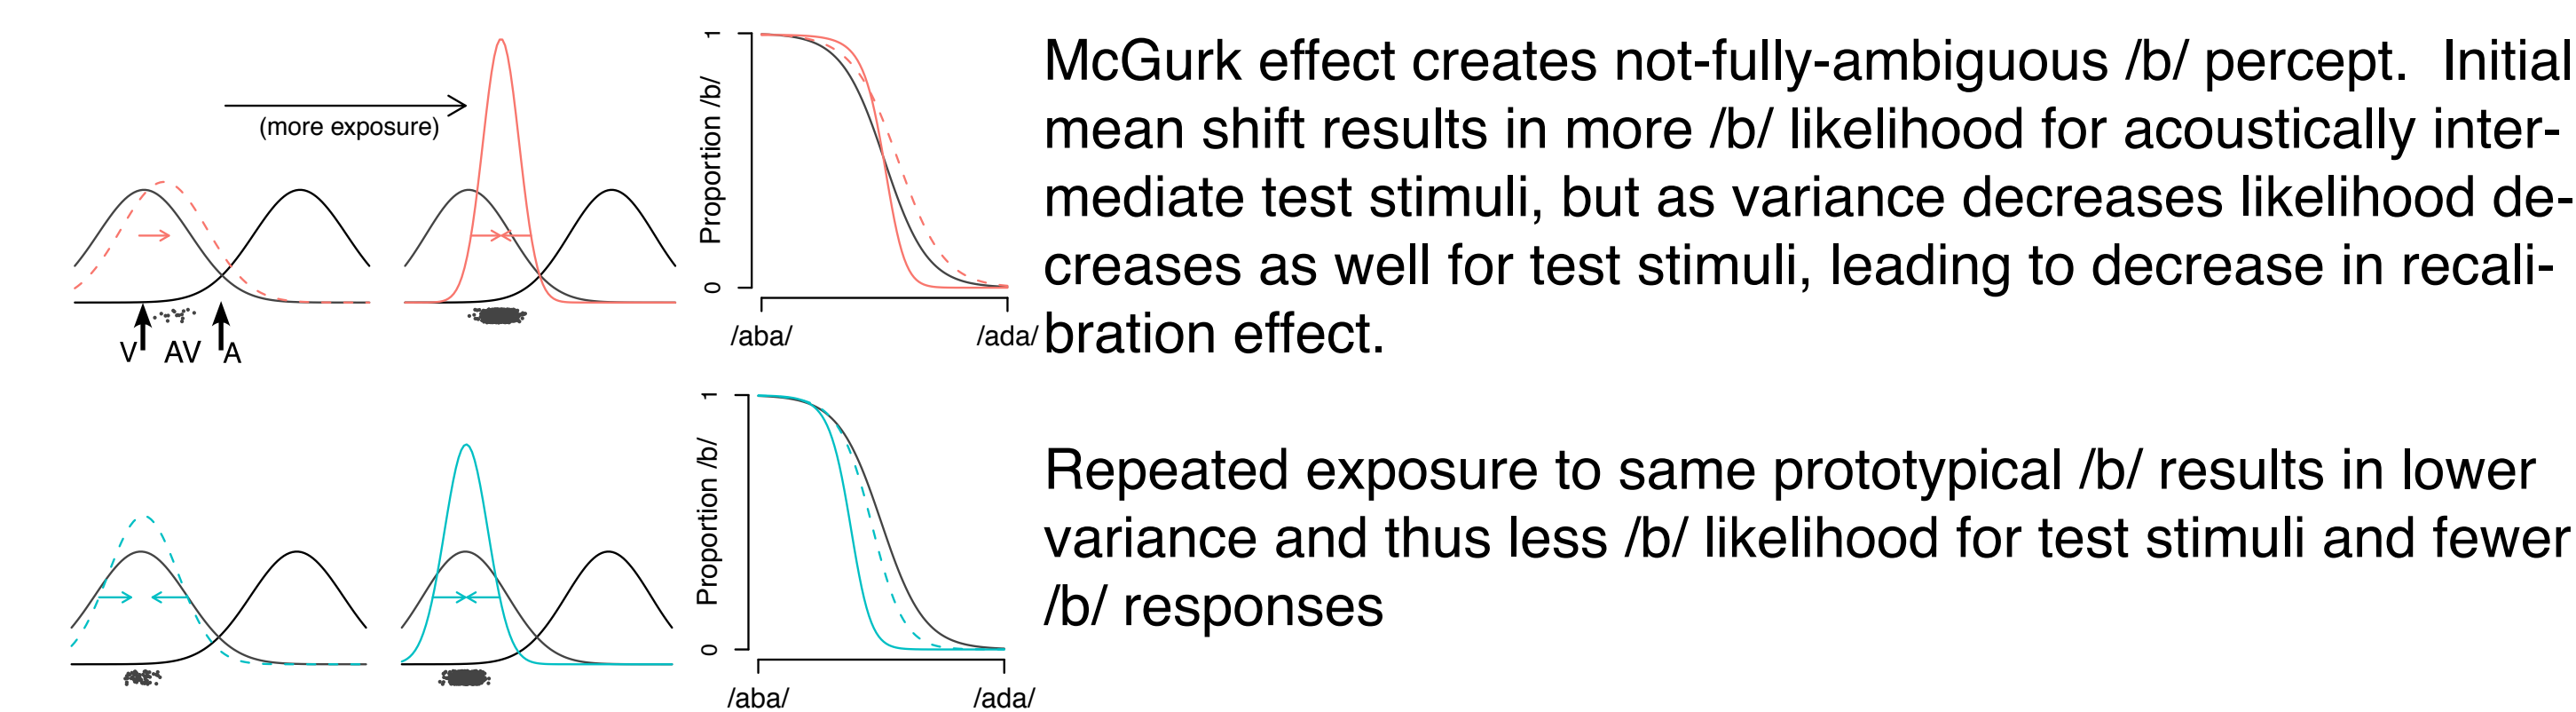 (more exposure)
V AV A
1
Proportion /b/
0
/aba/ /ada/
McGurk effect creates not-fully-ambiguous /b/ percept. Initial
mean shift results in more /b/ likelihood for acoustically inter-
mediate test stimuli, but as variance decreases likelihood de-
creases as well for test stimuli, leading to decrease in recali-
bration effect.
1
Proportion /b/
0
/aba/ /ada/
Repeated exposure to same prototypical /b/ results in lower
variance and thus less /b/ likelihood for test stimuli and fewer
/b/ responses